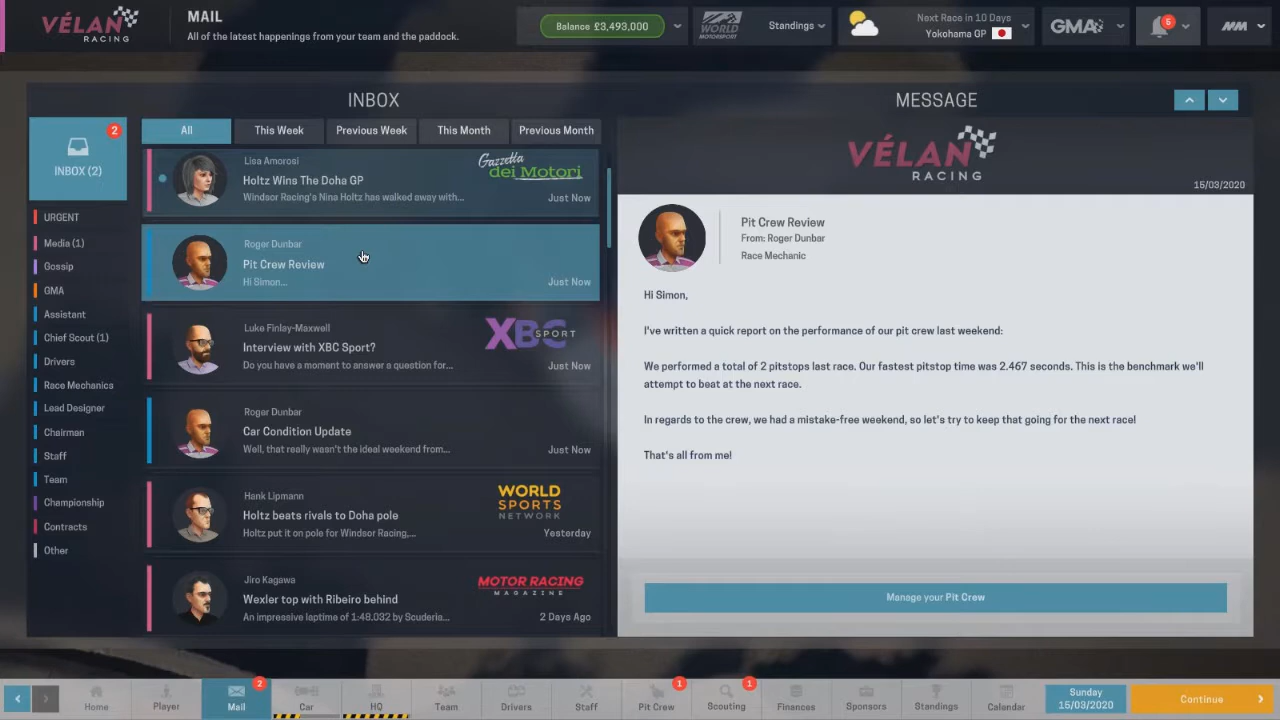 VÉLAN
RACING
MAIL
All of the latest happenings from your team and the paddock.
Balance £3,493,000
WORLD
MOTORSPORT
Standings
Next Race in 10 Days
Yokohama GP
GMA
6
INBOX
MESSAGE
2
INBOX (2)
URGENT
Media (1)
Gossip
GMA
Assistant
Chief Scout (1)
Drivers
Race Mechanics
Lead Designer
Chairman
Staff
Team
Championship
Contracts
Other
All
This Week
Previous Week
This Month
Previous Month
Lisa Amorosi
Holtz Wins The Doha GP
Windsor Racing's Nina Holtz has walked away with...
Gazzetta
dei Motori
Just Now
Roger Dunbar
Pit Crew Review
Hi Simon...
Just Now
Luke Finlay-Maxwell
Interview with XBC Sport?
Do you have a moment to answer a question for...
XBC SPORT
Just Now
Roger Dunbar
Car Condition Update
Well, that really wasn't the ideal weekend from...
Just Now
Hank Lipmann
Holtz beats rivals to Doha pole
Holtz put it on pole for Windsor Racing,...
WORLD
SPORTS
NETWORK
Yesterday
Jiro Kagawa
Wexler top with Ribeiro behind
An impressive laptime of 1:48.032 by Scuderia...
MOTOR RACING
MAGAZINE
2 Days Ago
VÉLAN
RACING
15/03/2020
Pit Crew Review
From: Roger Dunbar
Race Mechanic
Hi Simon,
I've written a quick report on the performance of our pit crew last weekend:
We performed a total of 2 pitstops last race. Our fastest pitstop time was 2.467 seconds. This is the benchmark we'll
attempt to beat at the next race.
In regards to the crew, we had a mistake-free weekend, so let's try to keep that going for the next race!
That's all from me!
Manage your Pit Crew
Home
Player
Mail
2
Car
HQ
Team
Drivers
Staff
Pit Crew
1
Scouting
1
Finances
Sponsors
Standings
Calendar
Sunday
15/03/2020
Continue